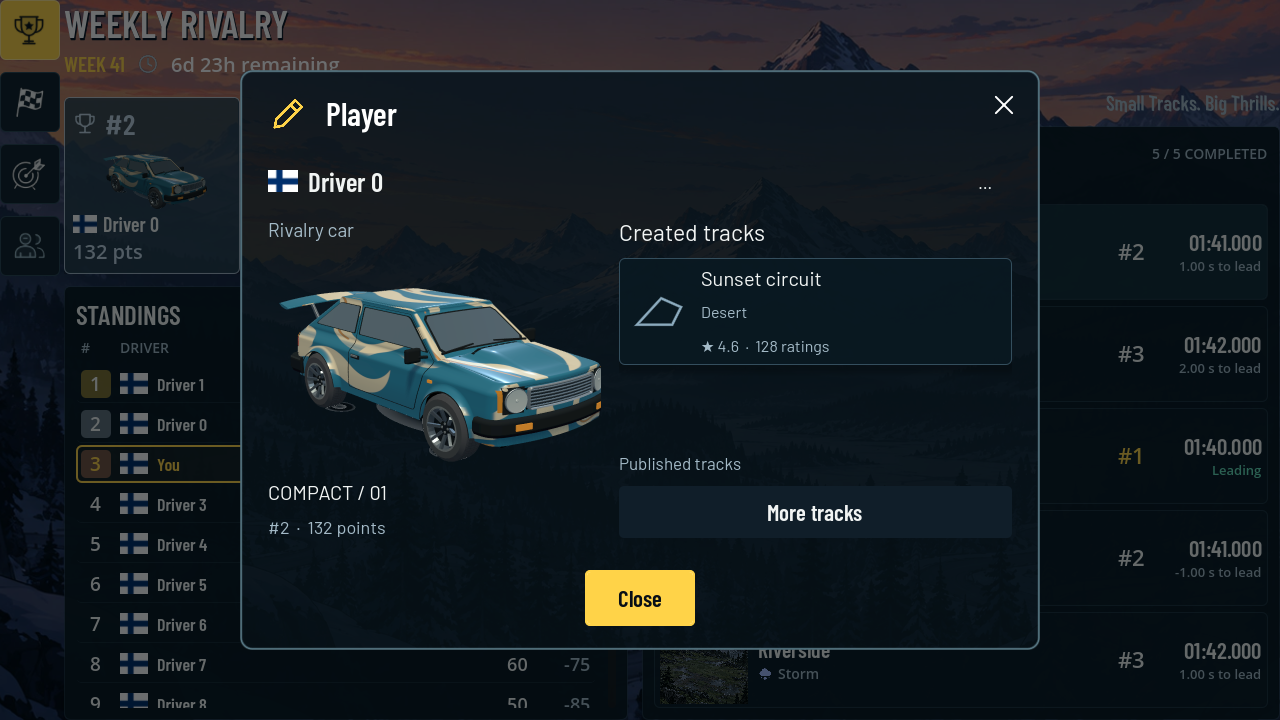 WEEKLY RIVALRY
WEEK 41 6d 23h remaining
Small Tracks. Big Thrills.
#2
Driver 0
132 pts
5 / 5 COMPLETED
STANDINGS
# DRIVER
1 Driver 1
2 Driver 0
3 You
4 Driver 3
5 Driver 4
6 Driver 5
7 Driver 6
8 Driver 7 60 -75
9 Driver 8 50 -85
Player
Driver 0
...
Rivalry car
COMPACT / 01
#2 · 132 points
Created tracks
Sunset circuit
Desert
★ 4.6 · 128 ratings
Published tracks
More tracks
Close
#2 01:41.000
1.00 s to lead
#3 01:42.000
2.00 s to lead
#1 01:40.000
Leading
#2 01:41.000
-1.00 s to lead
Riverside
Storm
#3 01:42.000
1.00 s to lead